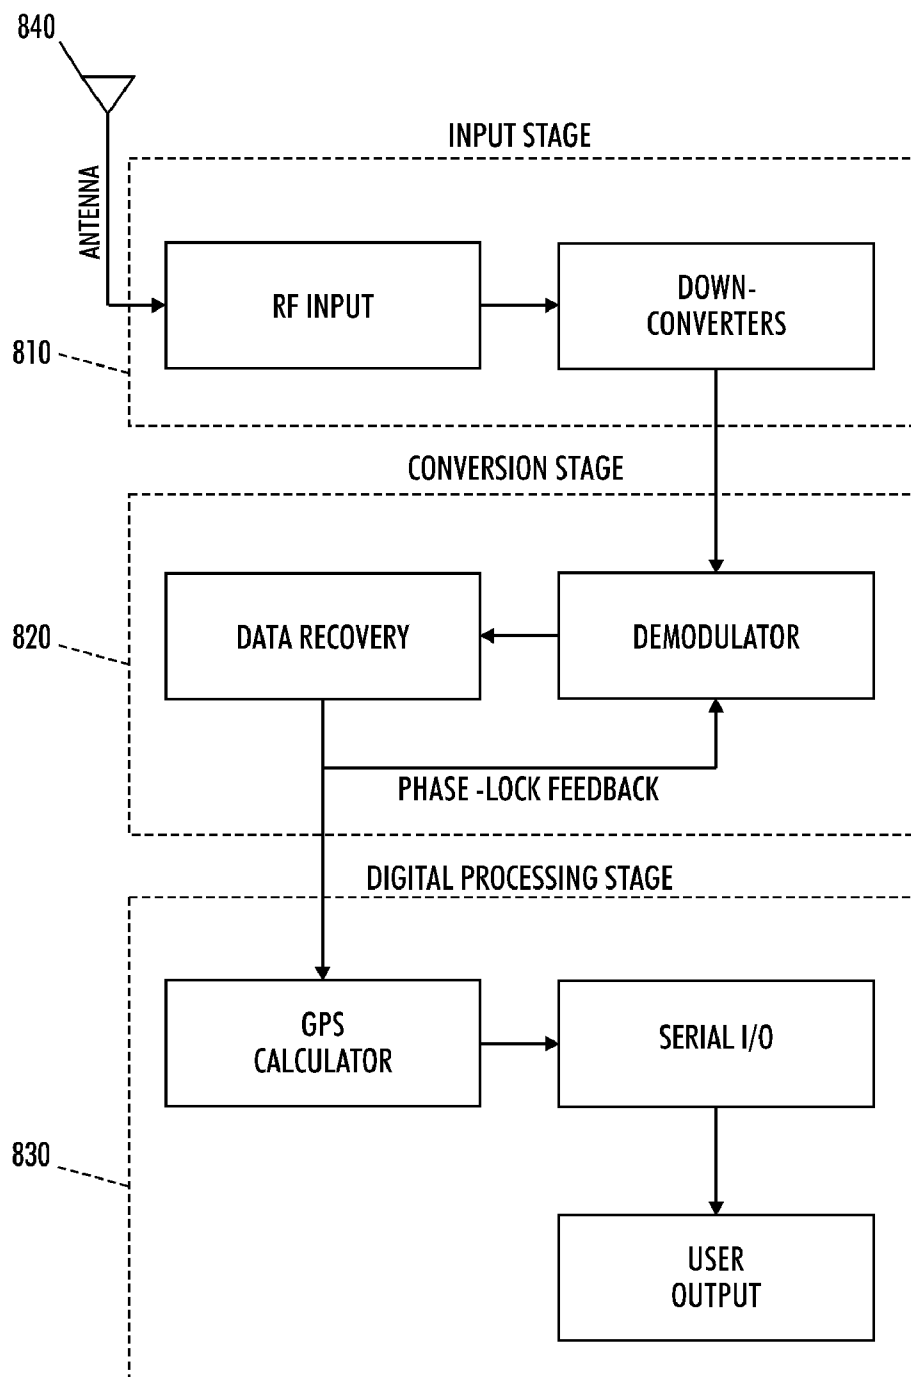 840
INPUT STAGE
ANTENNA
RF INPUT
DOWN-
CONVERTERS
810
CONVERSION STAGE
DATA RECOVERY
DEMODULATOR
820
PHASE -LOCK FEEDBACK
DIGITAL PROCESSING STAGE
GPS
CALCULATOR
SERIAL I/O
830
USER
OUTPUT